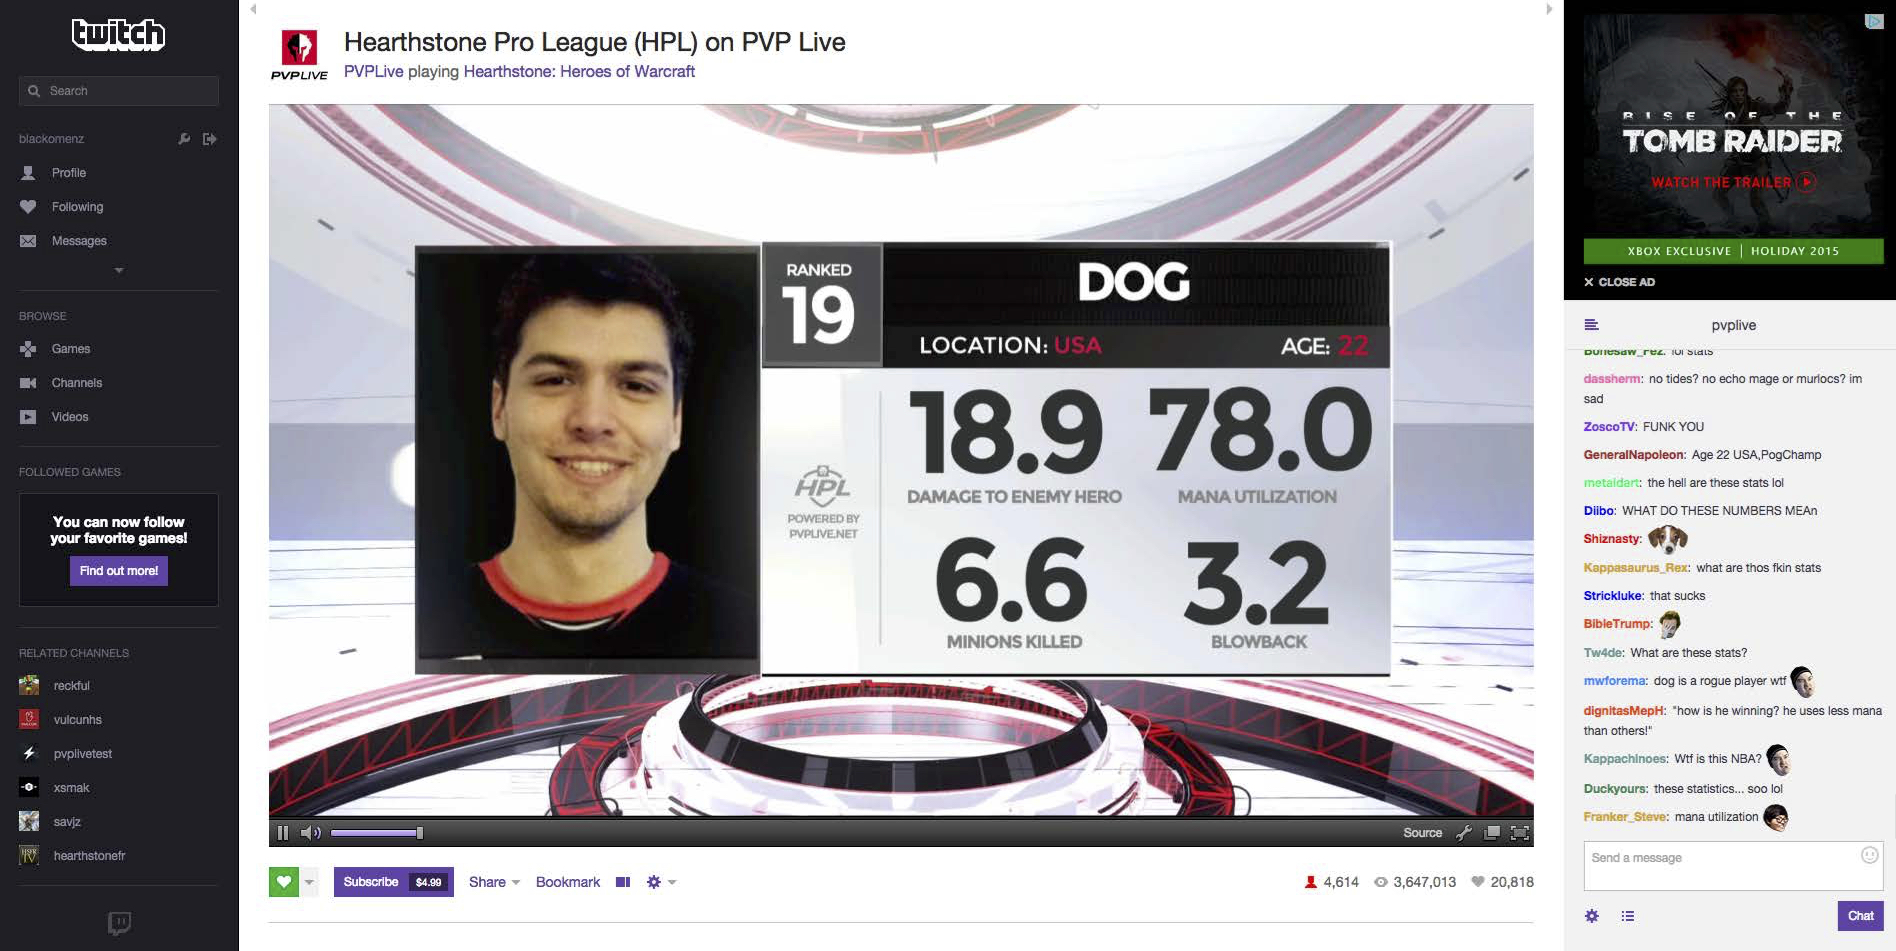 twitch
Search
blackomenz
Profile
Following
Messages
BROWSE
Games
Channels
Videos
FOLLOWED GAMES
You can now follow
your favorite games!
Find out more!
RELATED CHANNELS
reckful
vulcunhs
pvplivetest
xsmak
savjz
hearthstonefr
PVPLIVE
Hearthstone Pro League (HPL) on PVP Live
PVPLive playing Hearthstone: Heroes of Warcraft
RANKED
19
DOG
LOCATION: USA
AGE: 22
HPL
POWERED BY
PVPLIVE.NET
18.9
DAMAGE TO ENEMY HERO
78.0
MANA UTILIZATION
6.6
MINIONS KILLED
3.2
BLOWBACK
Source
Subscribe $4.99
Share
Bookmark
4,614
3,647,013
20,818
RISE OF THE
TOMB RAIDER
WATCH THE TRAILER
XBOX EXCLUSIVE | HOLIDAY 2015
CLOSE AD
pvplive
Bonesaw_Fez: lol stats
dassherm: no tides? no echo mage or murlocs? im
sad
ZoscoTV: FUNK YOU
GeneralNapoleon: Age 22 USA,PogChamp
metaldart: the hell are these stats lol
Diibo: WHAT DO THESE NUMBERS MEAn
Shiznasty:
Kappasaurus_Rex: what are thos fkin stats
Strickluke: that sucks
BibleTrump:
Tw4de: What are these stats?
mwforema: dog is a rogue player wtf
dignitasMepH: "how is he winning? he uses less mana
than others!"
Kappachinoes: Wtf is this NBA?
Duckyours: these statistics... soo lol
Franker_Steve: mana utilization
Send a message
Chat